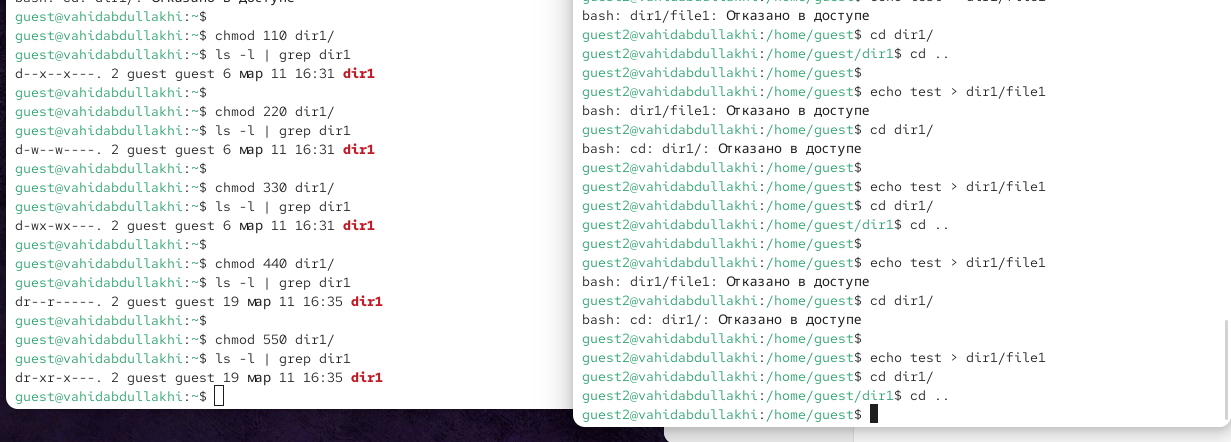 guest@vahidabdullakhi:~$
guest@vahidabdullakhi:~$ chmod 110 dir1/
guest@vahidabdullakhi:~$ ls -l | grep dir1
d--x--x---. 2 guest guest 6 мар 11 16:31 dir1
guest@vahidabdullakhi:~$
guest@vahidabdullakhi:~$ chmod 220 dir1/
guest@vahidabdullakhi:~$ ls -l | grep dir1
d-w--w----. 2 guest guest 6 мар 11 16:31 dir1
guest@vahidabdullakhi:~$
guest@vahidabdullakhi:~$ chmod 330 dir1/
guest@vahidabdullakhi:~$ ls -l | grep dir1
d-wx-wx---. 2 guest guest 6 мар 11 16:31 dir1
guest@vahidabdullakhi:~$
guest@vahidabdullakhi:~$ chmod 440 dir1/
guest@vahidabdullakhi:~$ ls -l | grep dir1
dr--r-----. 2 guest guest 19 мар 11 16:35 dir1
guest@vahidabdullakhi:~$
guest@vahidabdullakhi:~$ chmod 550 dir1/
guest@vahidabdullakhi:~$ ls -l | grep dir1
dr-xr-x---. 2 guest guest 19 мар 11 16:35 dir1
guest@vahidabdullakhi:~$
bash: dir1/file1: Отказано в доступе
guest2@vahidabdullakhi:/home/guest$ cd dir1/
guest2@vahidabdullakhi:/home/guest/dir1$ cd ..
guest2@vahidabdullakhi:/home/guest$
guest2@vahidabdullakhi:/home/guest$ echo test > dir1/file1
bash: dir1/file1: Отказано в доступе
guest2@vahidabdullakhi:/home/guest$ cd dir1/
bash: cd: dir1/: Отказано в доступе
guest2@vahidabdullakhi:/home/guest$
guest2@vahidabdullakhi:/home/guest$ echo test > dir1/file1
guest2@vahidabdullakhi:/home/guest$ cd dir1/
guest2@vahidabdullakhi:/home/guest/dir1$ cd ..
guest2@vahidabdullakhi:/home/guest$
guest2@vahidabdullakhi:/home/guest$ echo test > dir1/file1
bash: dir1/file1: Отказано в доступе
guest2@vahidabdullakhi:/home/guest$ cd dir1/
bash: cd: dir1/: Отказано в доступе
guest2@vahidabdullakhi:/home/guest$
guest2@vahidabdullakhi:/home/guest$ echo test > dir1/file1
guest2@vahidabdullakhi:/home/guest$ cd dir1/
guest2@vahidabdullakhi:/home/guest/dir1$ cd ..
guest2@vahidabdullakhi:/home/guest$